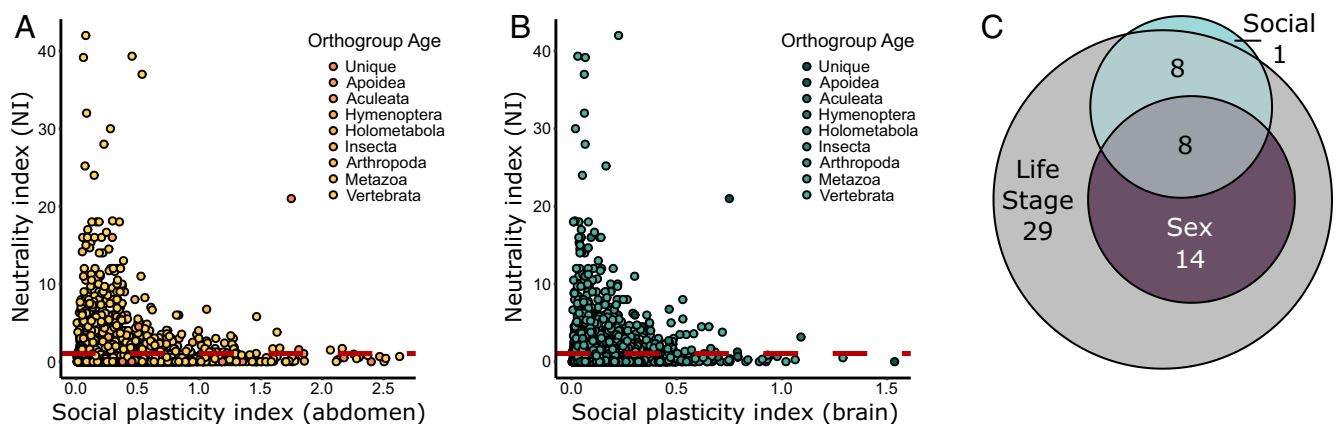 A
Neutrality index (NI)
40
30
20
10
0
0.0 0.5 1.0 1.5 2.0 2.5
Social plasticity index (abdomen)
Orthogroup Age
Unique
Apoidea
Aculeata
Hymenoptera
Holometabola
Insecta
Arthropoda
Metazoa
Vertebrata
B
Neutrality index (NI)
40
30
20
10
0
0.0 0.5 1.0 1.5
Social plasticity index (brain)
Orthogroup Age
Unique
Apoidea
Aculeata
Hymenoptera
Holometabola
Insecta
Arthropoda
Metazoa
Vertebrata
C
Social
1
8
8
Life
Stage
29
Sex
14